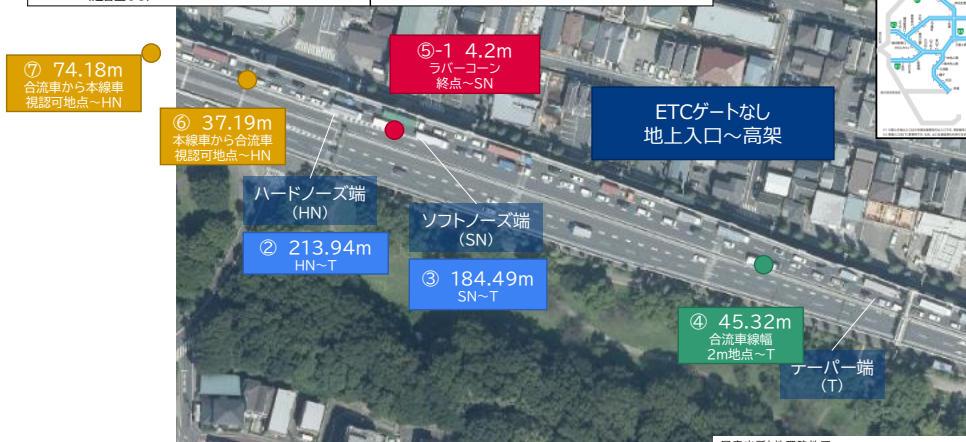 ⑦ 74.18m
合流車から本線車
視認可地点～HN
⑥ 37.19m
本線車から合流車
視認可地点～HN
⑤-1 4.2m
ラバーコーン
終点～SN
ETCゲートなし
地上入口～高架
ハードノーズ端
(HN)
② 213.94m
HN～T
ソフトノーズ端
(SN)
③ 184.49m
SN～T
④ 45.32m
合流車線幅
2m地点～T
テーパー端
(T)